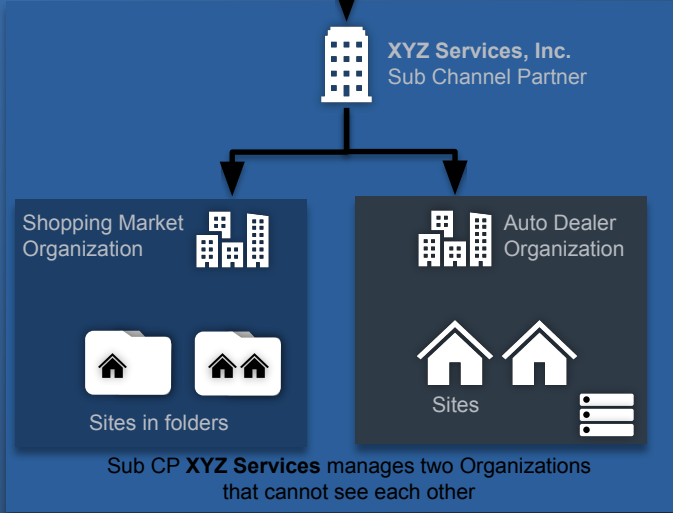 XYZ Services, Inc.
Sub Channel Partner
Shopping Market
Organization
Auto Dealer
Organization
Sites in folders
Sites
Sub CP XYZ Services manages two Organizations
that cannot see each other